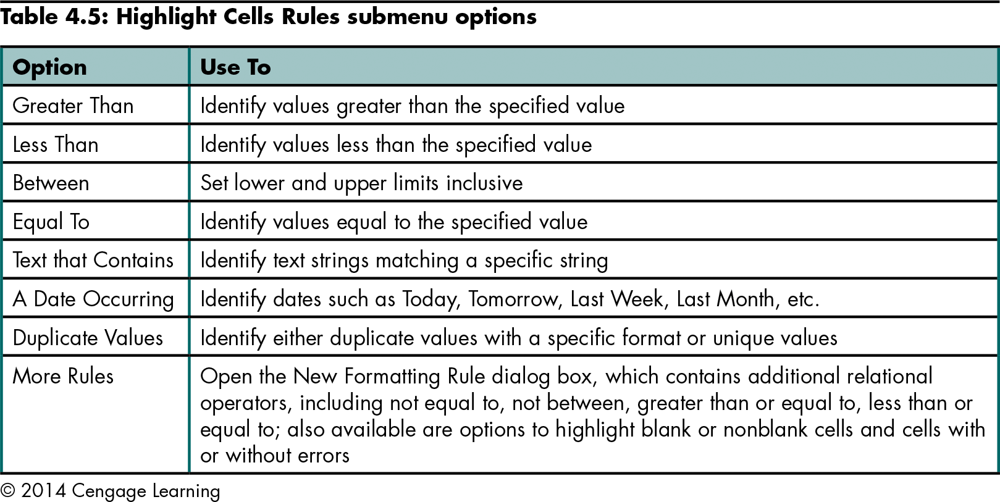 Table 4.5: Highlight Cells Rules submenu options
Option Use To
Greater Than Identify values greater than the specified value
Less Than Identify values less than the specified value
Between Set lower and upper limits inclusive
Equal To Identify values equal to the specified value
Text that Contains Identify text strings matching a specific string
A Date Occurring Identify dates such as Today, Tomorrow, Last Week, Last Month, etc.
Duplicate Values Identify either duplicate values with a specific format or unique values
More Rules Open the New Formatting Rule dialog box, which contains additional relational
operators, including not equal to, not between, greater than or equal to, less than or
equal to; also available are options to highlight blank or nonblank cells and cells with
or without errors
© 2014 Cengage Learning